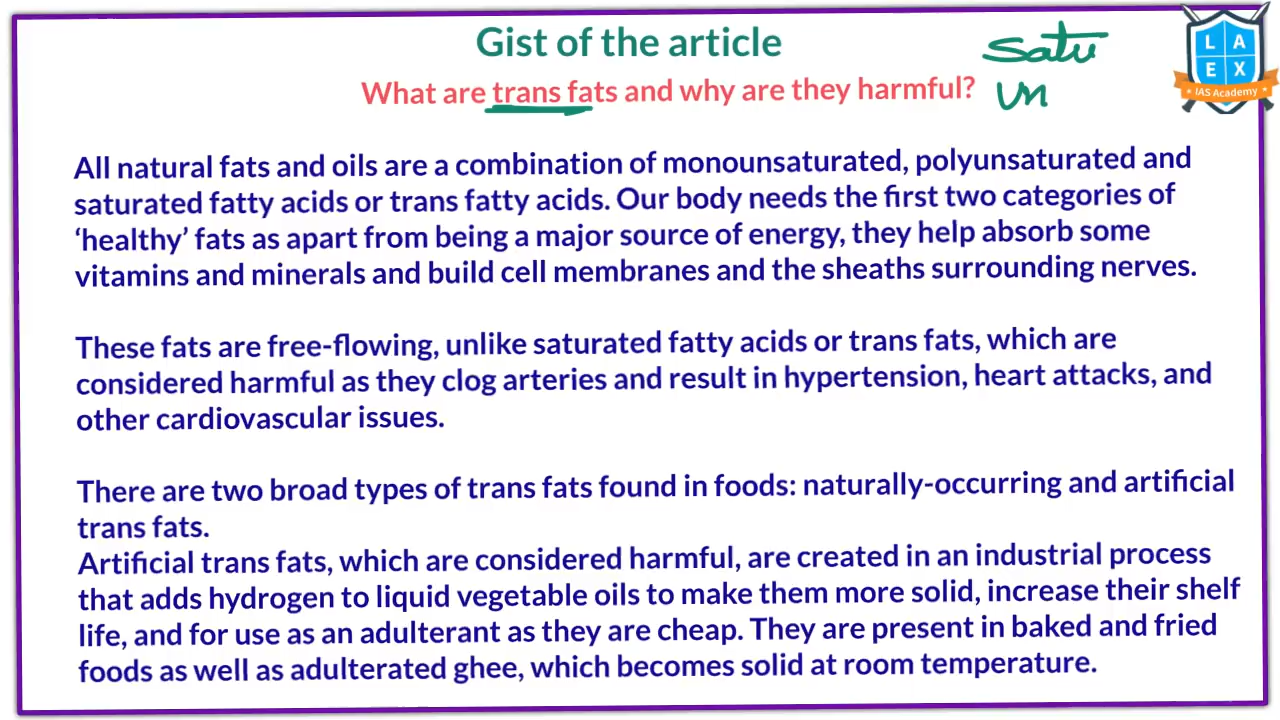 Gist of the article
Satu
What are trans fats and why are they harmful?
Un
L A
E X
IAS Academy
All natural fats and oils are a combination of monounsaturated, polyunsaturated and
saturated fatty acids or trans fatty acids. Our body needs the first two categories of
‘healthy’ fats as apart from being a major source of energy, they help absorb some
vitamins and minerals and build cell membranes and the sheaths surrounding nerves.
These fats are free-flowing, unlike saturated fatty acids or trans fats, which are
considered harmful as they clog arteries and result in hypertension, heart attacks, and
other cardiovascular issues.
There are two broad types of trans fats found in foods: naturally-occurring and artificial
trans fats.
Artificial trans fats, which are considered harmful, are created in an industrial process
that adds hydrogen to liquid vegetable oils to make them more solid, increase their shelf
life, and for use as an adulterant as they are cheap. They are present in baked and fried
foods as well as adulterated ghee, which becomes solid at room temperature.